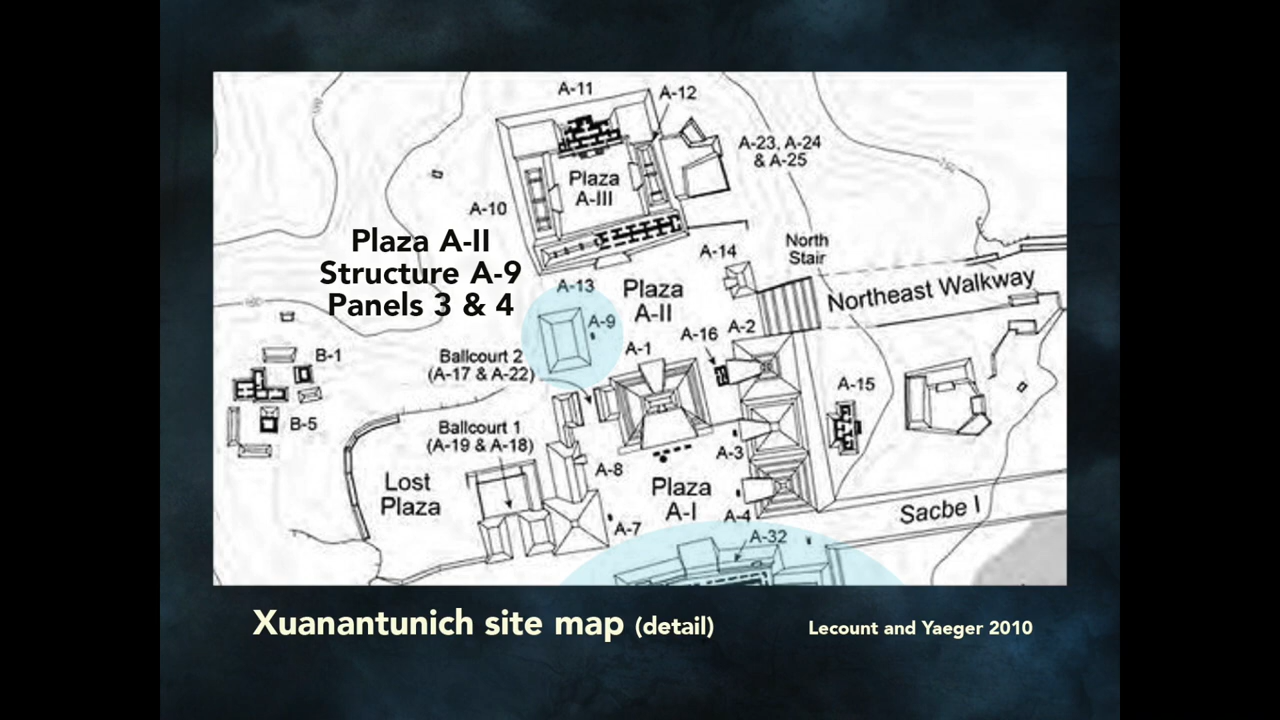 A-11
A-12
A-23, A-24
& A-25
Plaza
A-III
A-10
Plaza A-II
Structure A-9
Panels 3 & 4
A-14
North
Stair
Northeast Walkway
A-13
Plaza
A-II
A-9
A-16
A-2
A-1
Ballcourt 2
(A-17 & A-22)
B-1
A-15
B-5
Ballcourt 1
(A-19 & A-18)
A-3
A-8
Lost
Plaza
Plaza
A-I
A-4
Sacbe I
A-7
A-32
Xuanantunich site map (detail)
Lecount and Yaeger 2010